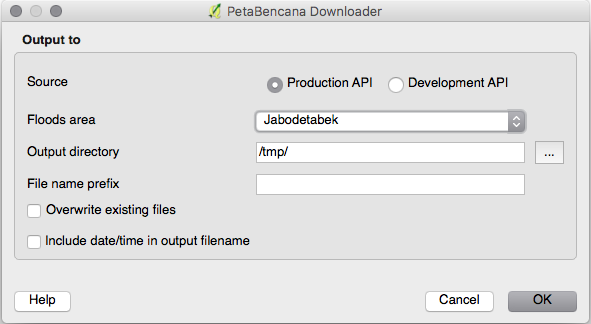 PetaBencana Downloader
Output to
Source Production API Development API
Floods area Jabodetabek
Output directory /tmp/ ...
File name prefix
Overwrite existing files
Include date/time in output filename
Help Cancel OK